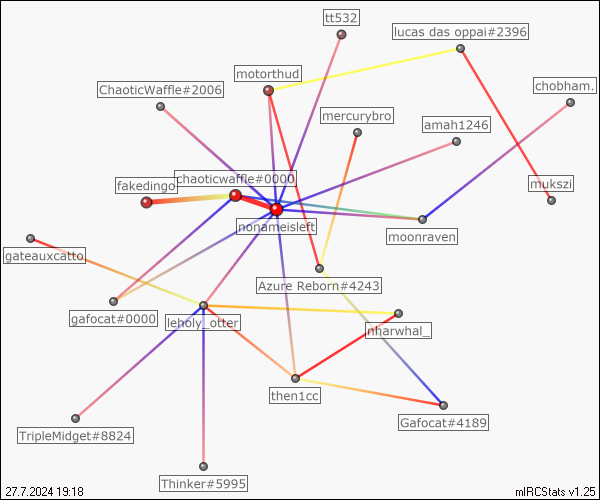 tt532
lucas das oppai#2396
motorthud
ChaoticWaffle#2006
chobham.
mercurybro
amah1246
chaoticwaffle#0000
fakedingo
mukszi
nonameisleft
moonraven
gateauxcatto
Azure Reborn#4243
gafocat#0000
leholy_otter
nharwhal_
then1cc
Gafocat#4189
TripleMidget#8824
Thinker#5995
27.7.2024 19:18
mIRCStats v1.25